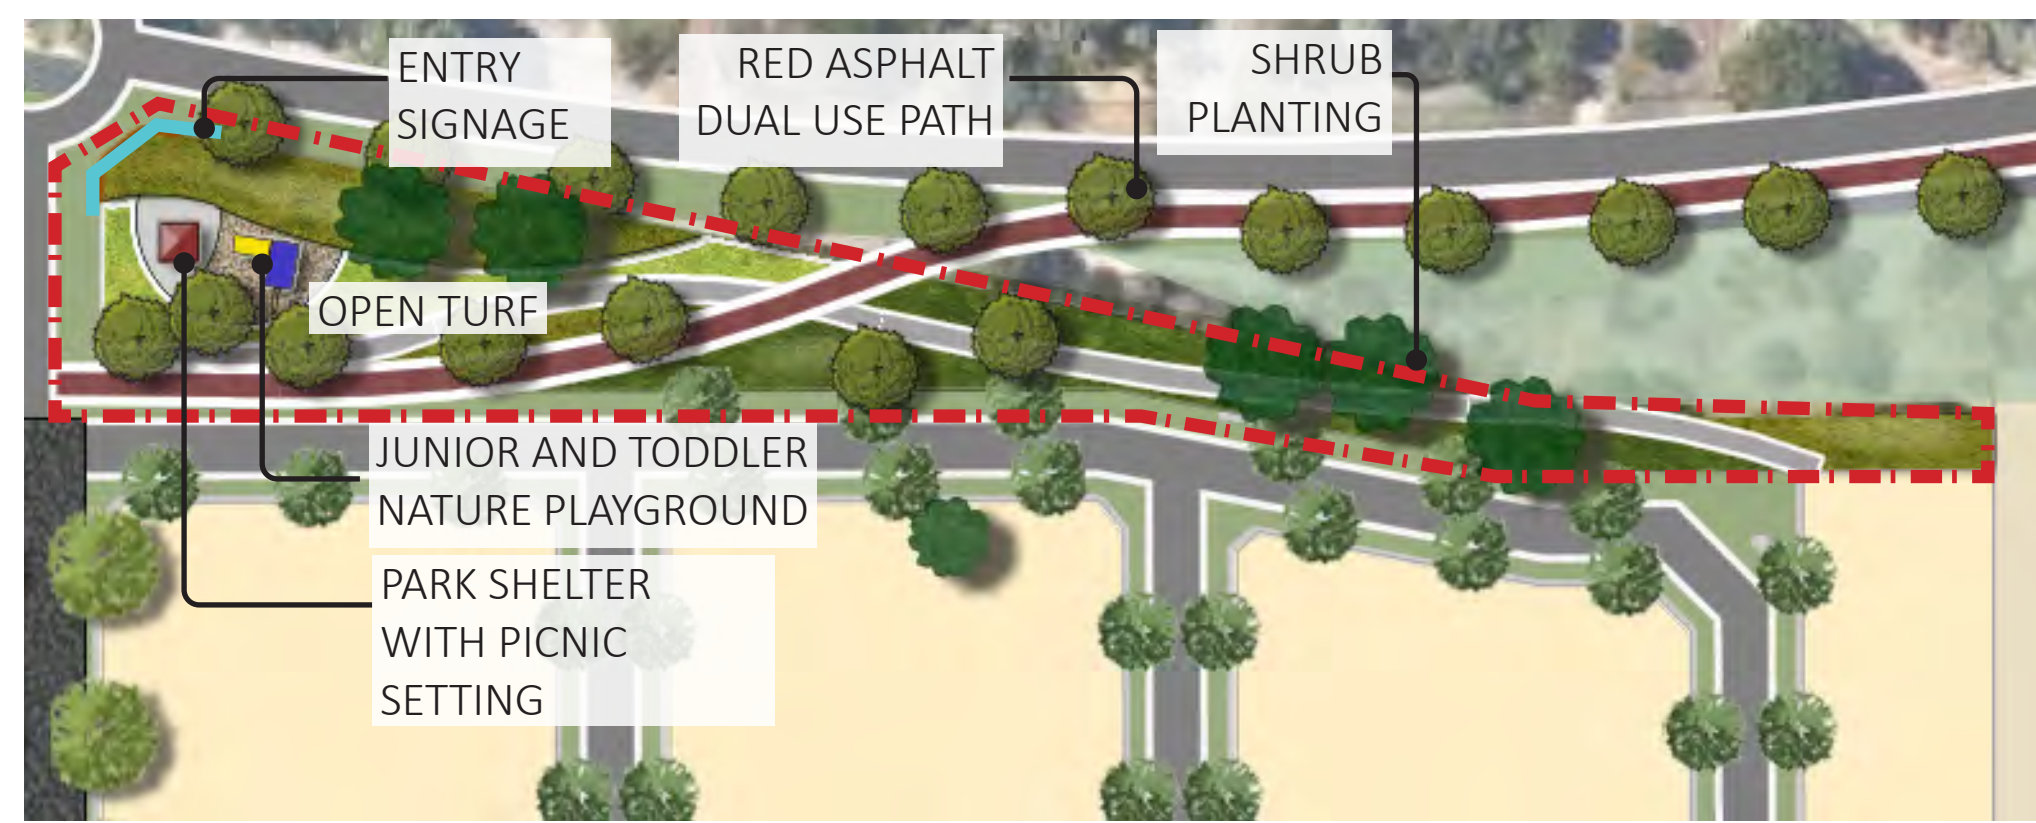 ENTRY
SIGNAGE
RED ASPHALT
DUAL USE PATH
SHRUB
PLANTING
OPEN TURF
JUNIOR AND TODDLER
NATURE PLAYGROUND
PARK SHELTER
WITH PICNIC
SETTING